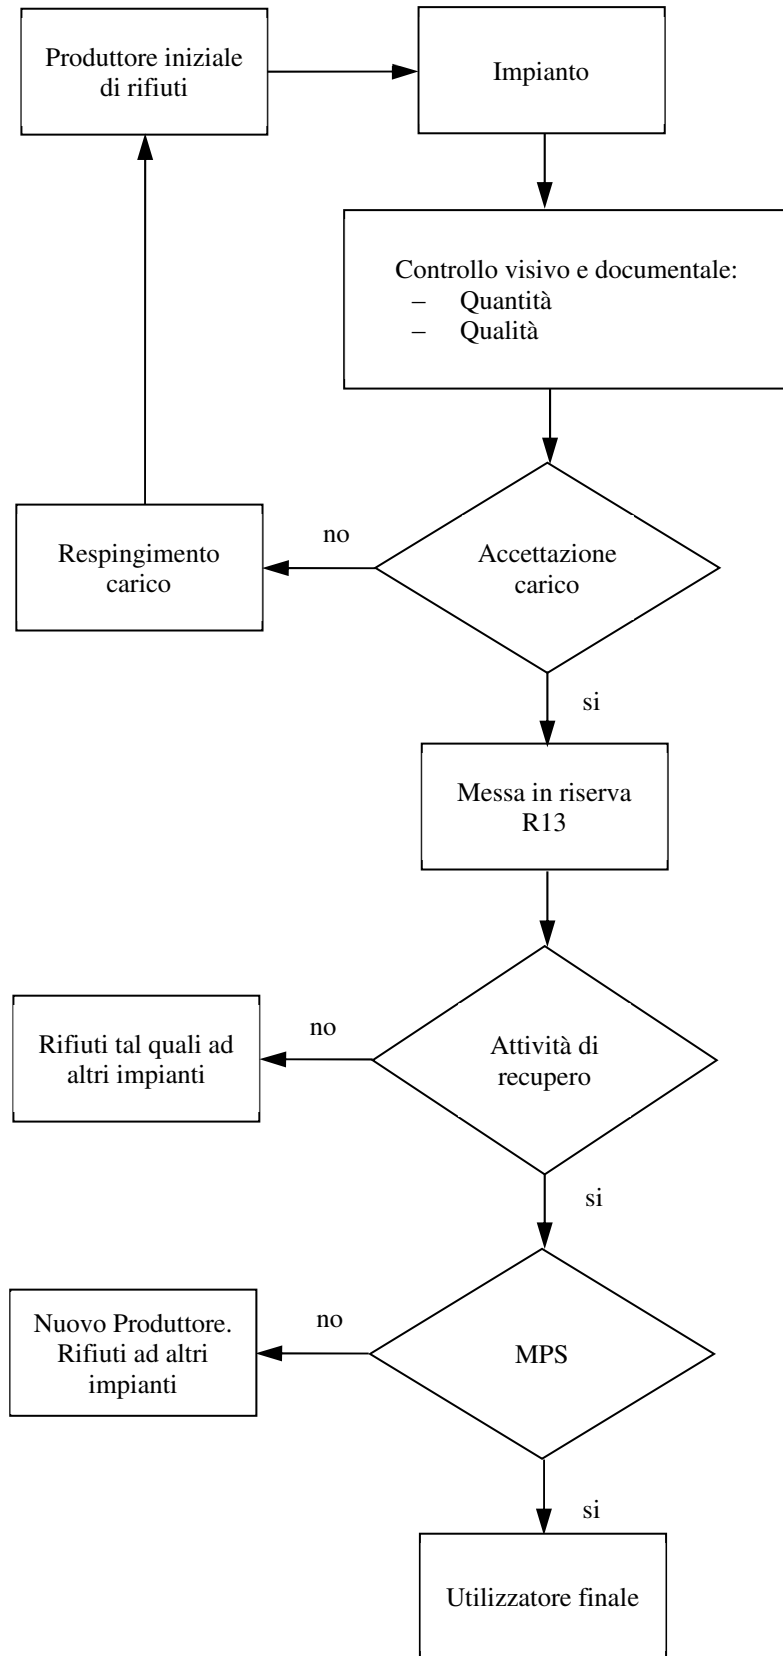 Produttore iniziale
di rifiuti
Impianto
Controllo visivo e documentale:
– Quantità
– Qualità
Respingimento
carico
no
Accettazione
carico
si
Messa in riserva
R13
Rifiuti tal quali ad
altri impianti
no
Attività di
recupero
si
Nuovo Produttore.
Rifiuti ad altri
impianti
no
MPS
si
Utilizzatore finale